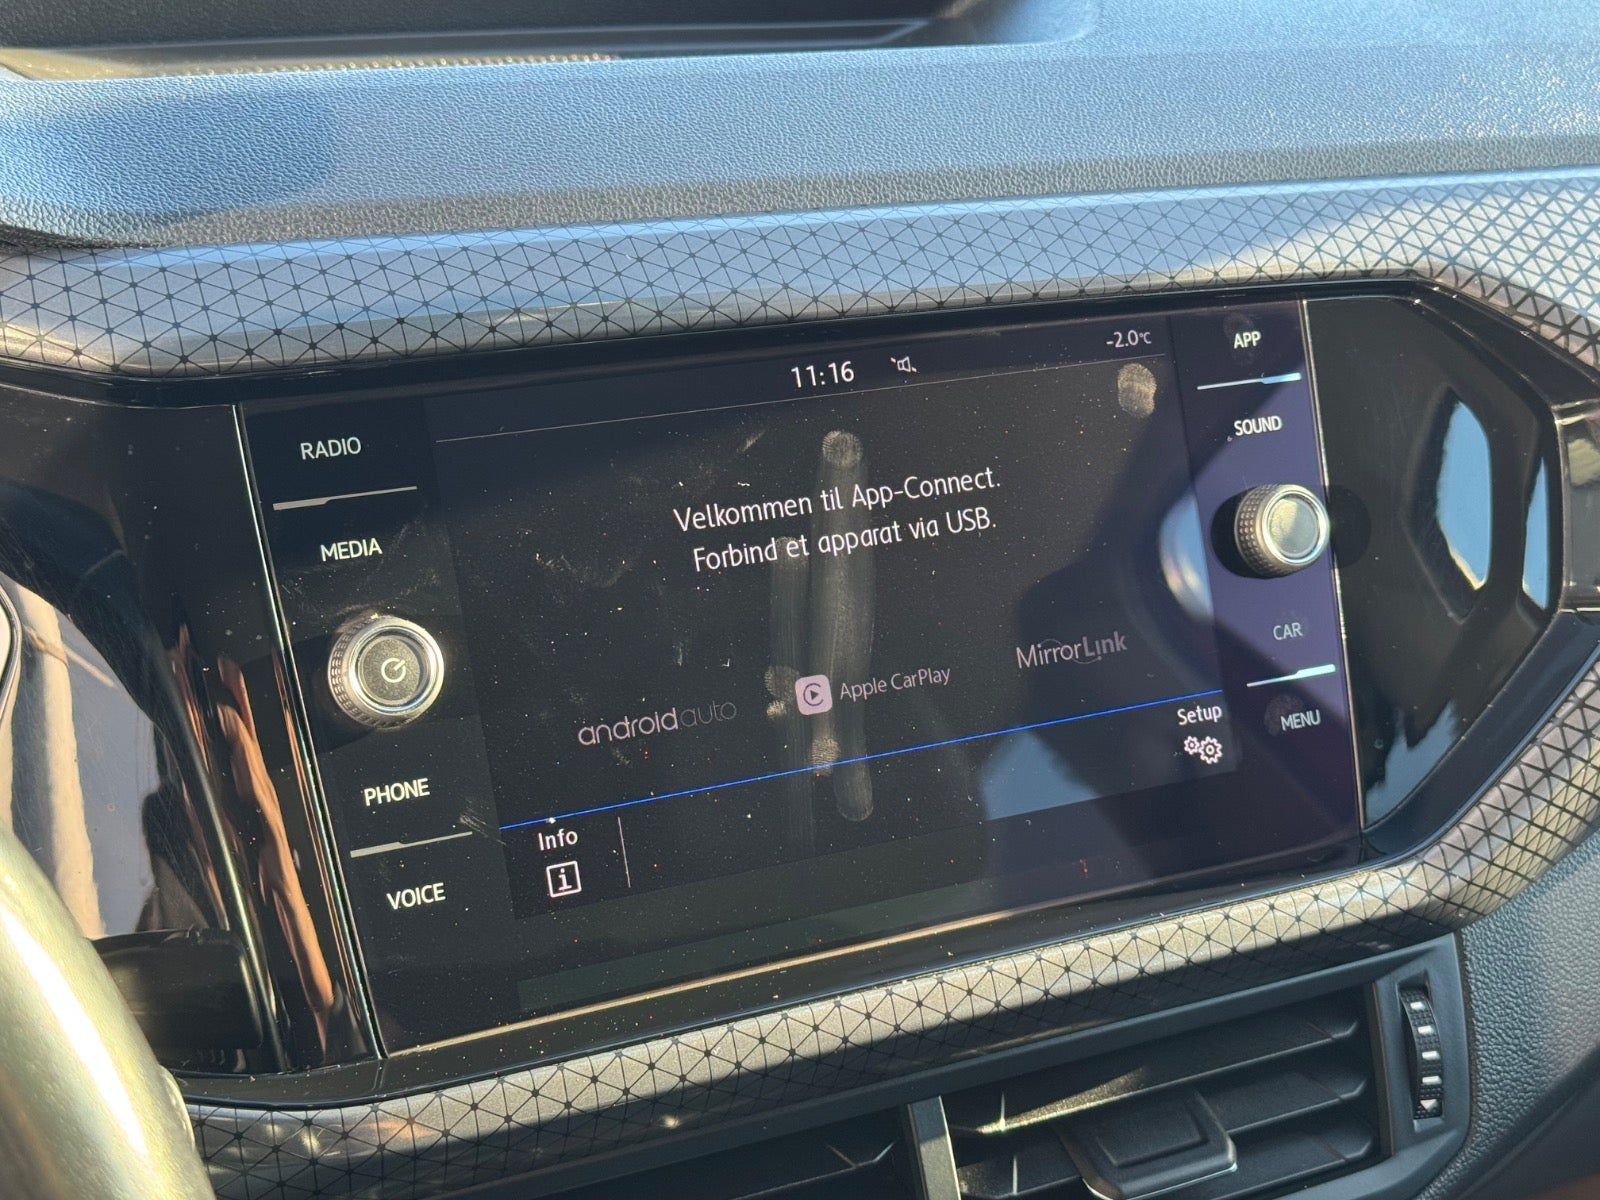 11:16
-2.0°C
RADIO
MEDIA
PHONE
VOICE
Velkommen til App-Connect.
Forbind et apparat via USB.
androidauto
Apple CarPlay
MirrorLink
Setup
Info
i
APP
SOUND
CAR
MENU